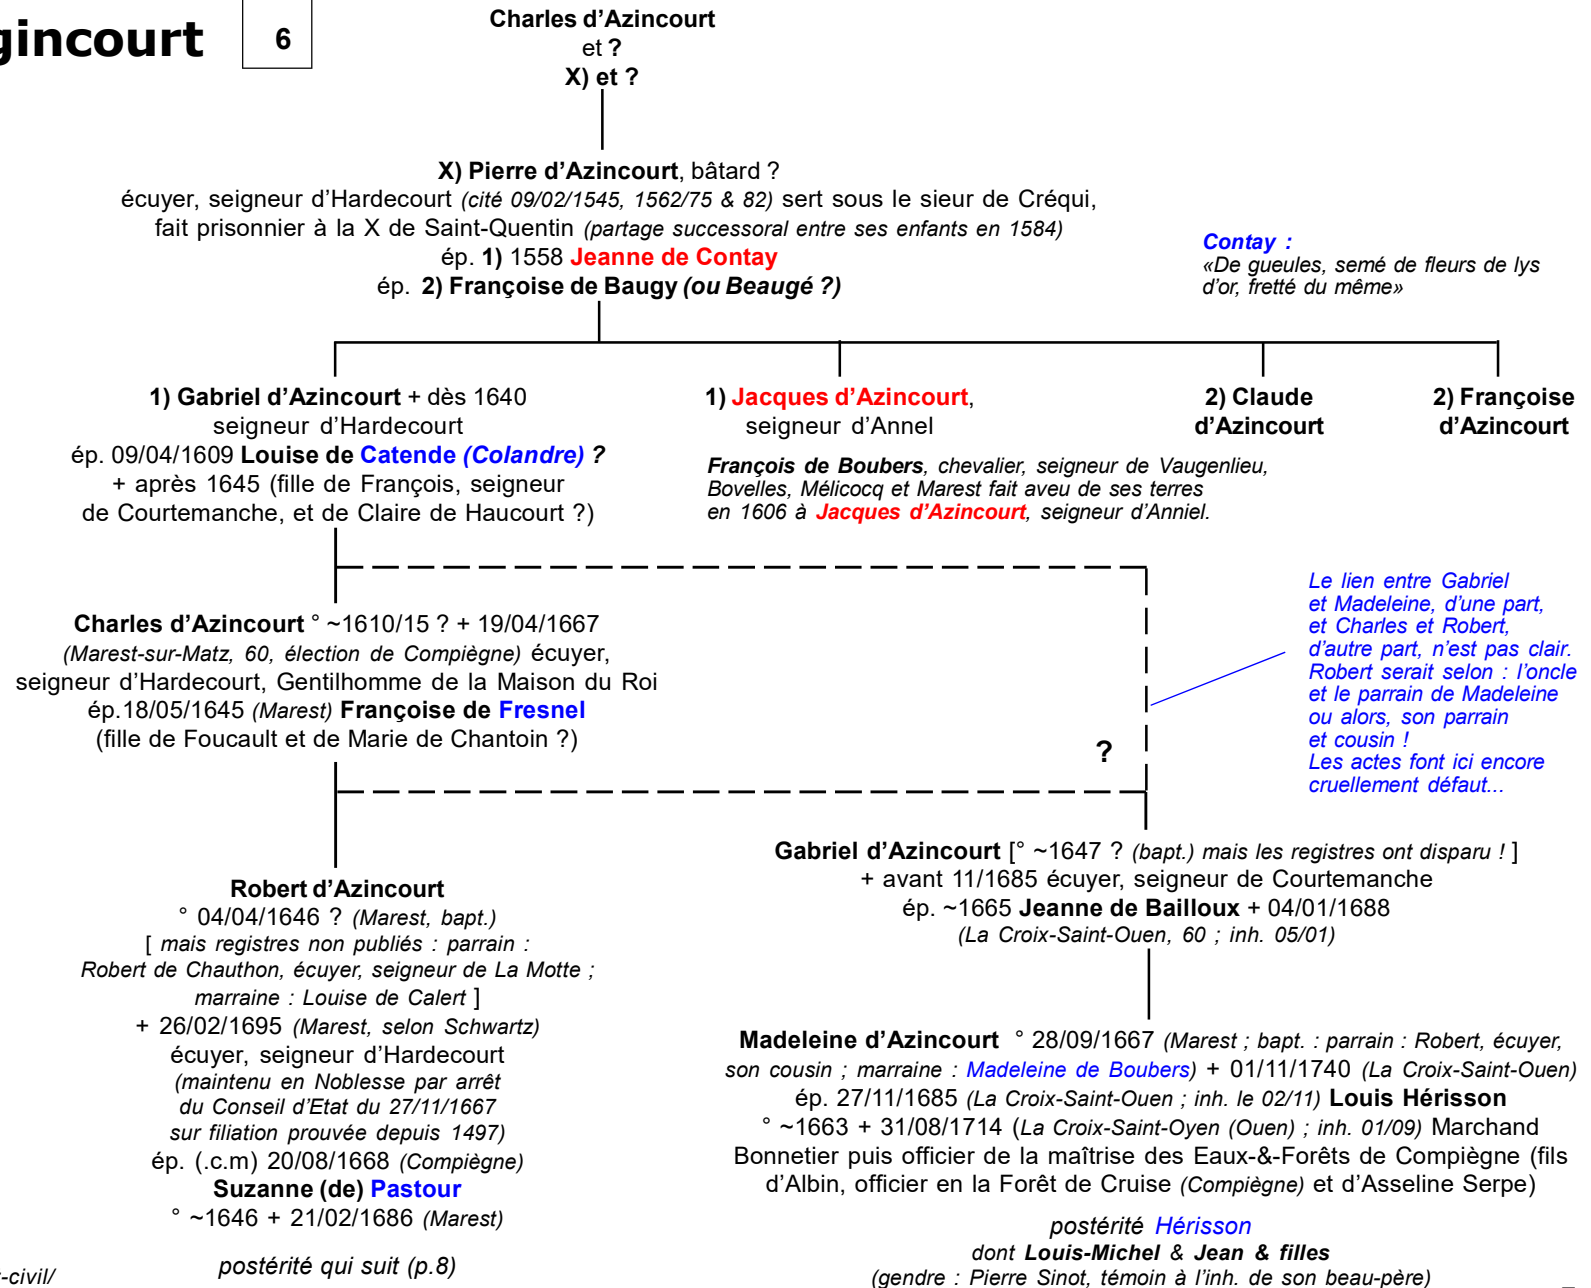 gincourt
6
Charles d'Azincourt
et ?
X) et ?
X) Pierre d'Azincourt, bâtard ?
écuyer, seigneur d'Hardecourt (cité 09/02/1545, 1562/75 & 82) sert sous le sieur de Créqui,
fait prisonnier à la X de Saint-Quentin (partage successoral entre ses enfants en 1584)
ép. 1) 1558 Jeanne de Contay
ép. 2) Françoise de Baugy (ou Beaugé ?)
Contay :
«De gueules, semé de fleurs de lys
d'or, fretté du même»
1) Gabriel d'Azincourt + dès 1640
seigneur d'Hardecourt
ép. 09/04/1609 Louise de Catende (Colandre) ?
+ après 1645 (fille de François, seigneur
de Courtemanche, et de Claire de Haucourt ?)
1) Jacques d'Azincourt,
seigneur d'Annel
François de Boubers, chevalier, seigneur de Vaugenlieu,
Bovelles, Mélicocq et Marest fait aveu de ses terres
en 1606 à Jacques d'Azincourt, seigneur d'Anniel.
2) Claude
d'Azincourt
2) Françoise
d'Azincourt
Charles d'Azincourt ° ~1610/15 ? + 19/04/1667
(Marest-sur-Matz, 60, élection de Compiègne) écuyer,
seigneur d'Hardecourt, Gentilhomme de la Maison du Roi
ép.18/05/1645 (Marest) Françoise de Fresnel
(fille de Foucault et de Marie de Chantoin ?)
?
Le lien entre Gabriel
et Madeleine, d'une part,
et Charles et Robert,
d'autre part, n'est pas clair.
Robert serait selon : l'oncle
et le parrain de Madeleine
ou alors, son parrain
et cousin !
Les actes font ici encore
cruellement défaut...
Robert d'Azincourt
° 04/04/1646 ? (Marest, bapt.)
[ mais registres non publiés : parrain :
Robert de Chauthon, écuyer, seigneur de La Motte ;
marraine : Louise de Calert ]
+ 26/02/1695 (Marest, selon Schwartz)
écuyer, seigneur d'Hardecourt
(maintenu en Noblesse par arrêt
du Conseil d'Etat du 27/11/1667
sur filiation prouvée depuis 1497)
ép. (.c.m) 20/08/1668 (Compiègne)
Suzanne (de) Pastour
° ~1646 + 21/02/1686 (Marest)
postérité qui suit (p.8)
Gabriel d'Azincourt [° ~1647 ? (bapt.) mais les registres ont disparu ! ]
+ avant 11/1685 écuyer, seigneur de Courtemanche
ép. ~1665 Jeanne de Bailloux + 04/01/1688
(La Croix-Saint-Ouen, 60 ; inh. 05/01)
Madeleine d'Azincourt ° 28/09/1667 (Marest ; bapt. : parrain : Robert, écuyer,
son cousin ; marraine : Madeleine de Boubers) + 01/11/1740 (La Croix-Saint-Ouen)
ép. 27/11/1685 (La Croix-Saint-Ouen ; inh. le 02/11) Louis Hérisson
° ~1663 + 31/08/1714 (La Croix-Saint-Oyen (Ouen) ; inh. 01/09) Marchand
Bonnetier puis officier de la maîtrise des Eaux-&-Forêts de Compiègne (fils
d'Albin, officier en la Forêt de Cruise (Compiègne) et d'Asseline Serpe)
postérité Hérisson
dont Louis-Michel & Jean & filles
(gendre : Pierre Sinot, témoin à l'inh. de son beau-père)
-civil/